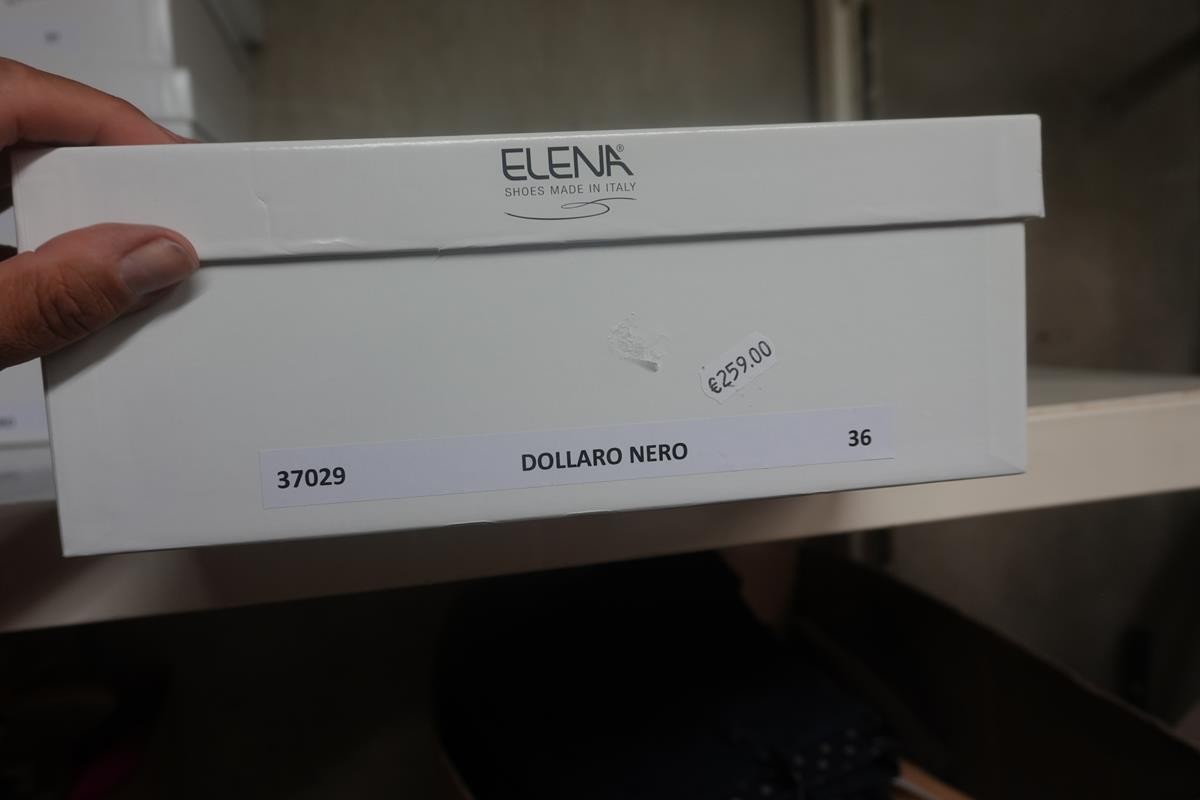 ELENA®
SHOES MADE IN ITALY
€259.00
37029 DOLLARO NERO 36